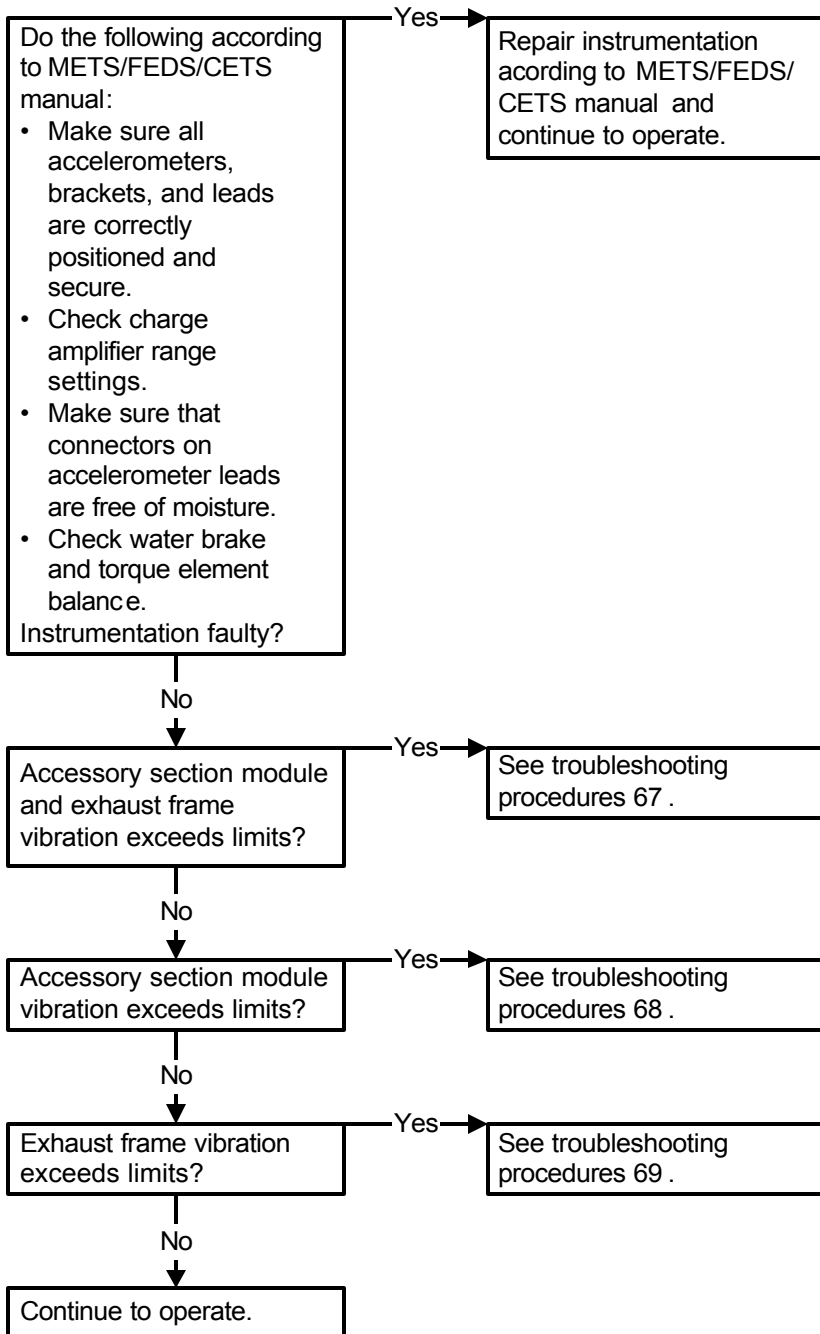 Do the following according
to METS/FEDS/CETS
manual:
• Make sure all
accelerometers,
brackets, and leads
are correctly
positioned and
secure.
• Check charge
amplifier range
settings.
• Make sure that
connectors on
accelerometer leads
are free of moisture.
• Check water brake
and torque element
balance.
Instrumentation faulty?
Yes
Repair instrumentation
acording to METS/FEDS/
CETS manual and
continue to operate.
No
Accessory section module
and exhaust frame
vibration exceeds limits?
Yes
See troubleshooting
procedures 67 .
No
Accessory section module
vibration exceeds limits?
Yes
See troubleshooting
procedures 68 .
No
Exhaust frame vibration
exceeds limits?
Yes
See troubleshooting
procedures 69 .
No
Continue to operate.